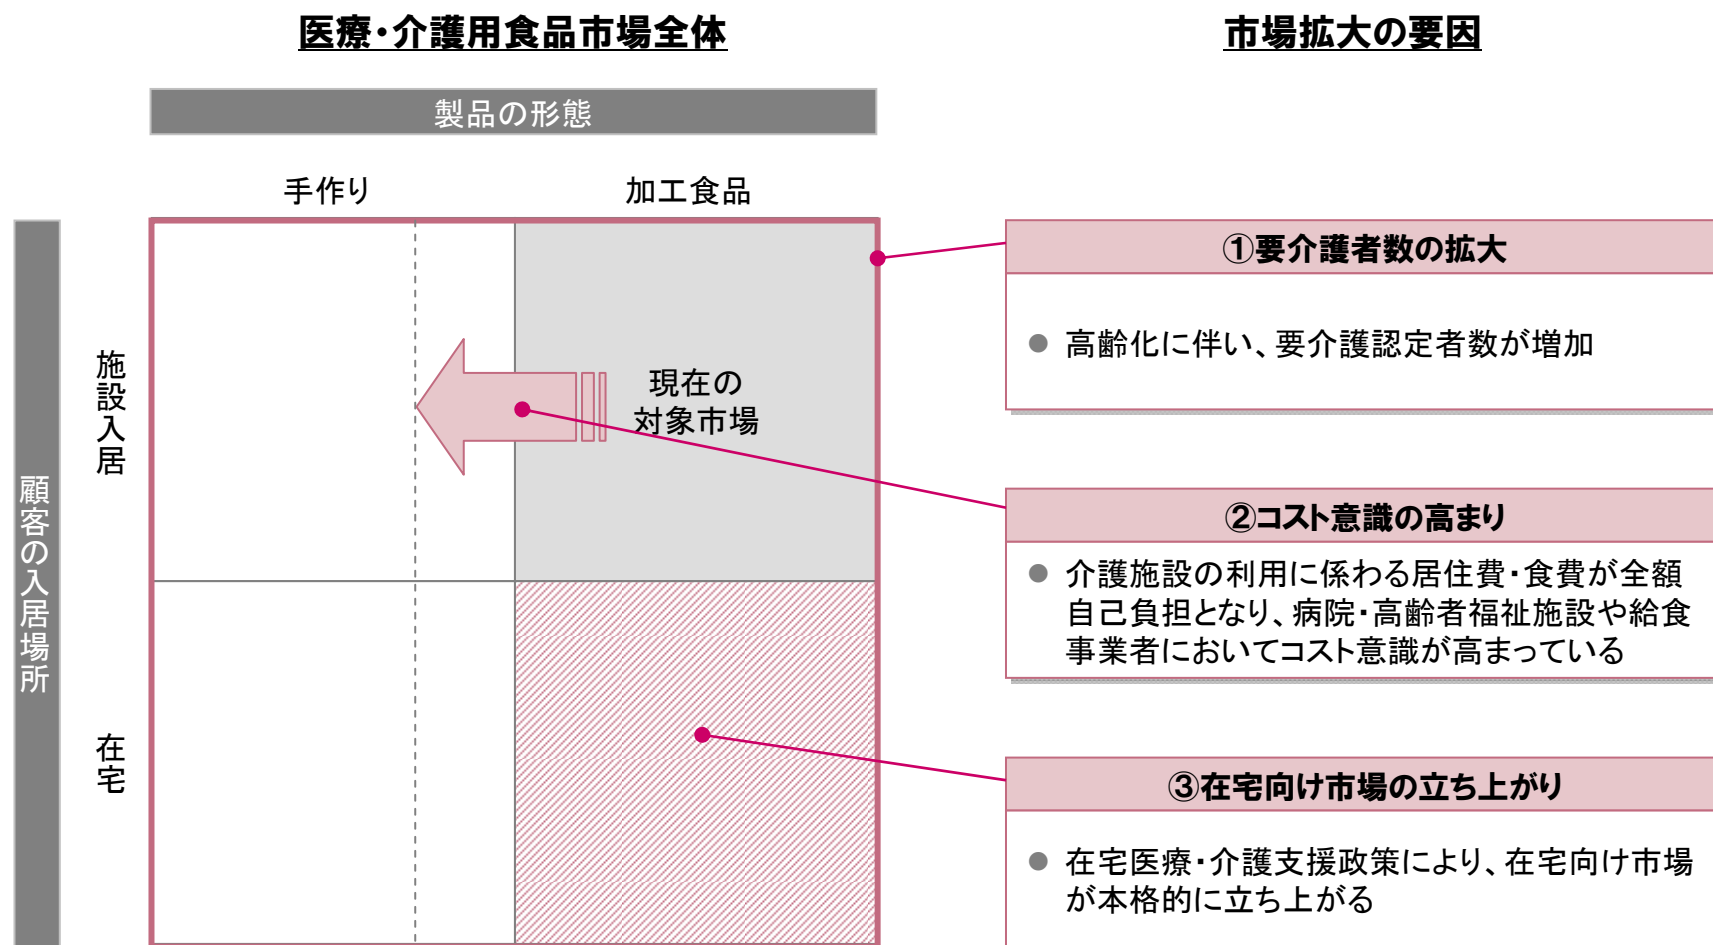 医療・介護用食品市場全体
市場拡大の要因
製品の形態
手作り
加工食品
顧客の入居場所
施設入居
在宅
現在の
対象市場
①要介護者数の拡大
● 高齢化に伴い、要介護認定者数が増加
②コスト意識の高まり
● 介護施設の利用に係わる居住費・食費が全額
自己負担となり、病院・高齢者福祉施設や給食
事業者においてコスト意識が高まっている
③在宅向け市場の立ち上がり
● 在宅医療・介護支援政策により、在宅向け市場
が本格的に立ち上がる